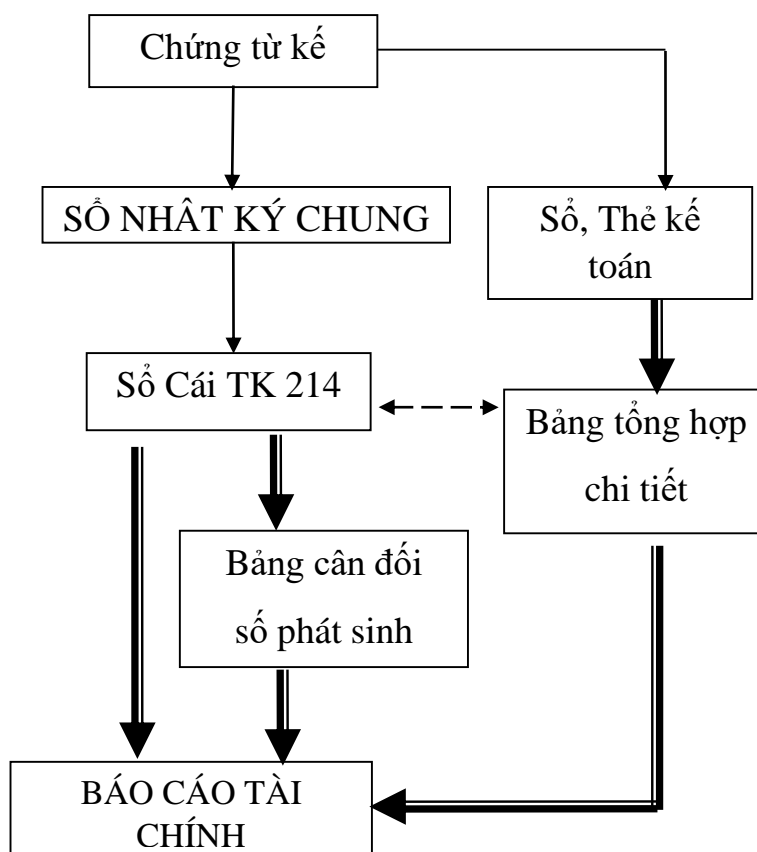 Chứng từ kế
SỔ NHÂT KÝ CHUNG
Sổ, Thẻ kế
toán
Sổ Cái TK 214
Bảng tổng hợp
chi tiết
Bảng cân đối
số phát sinh
BÁO CÁO TÀI
CHÍNH